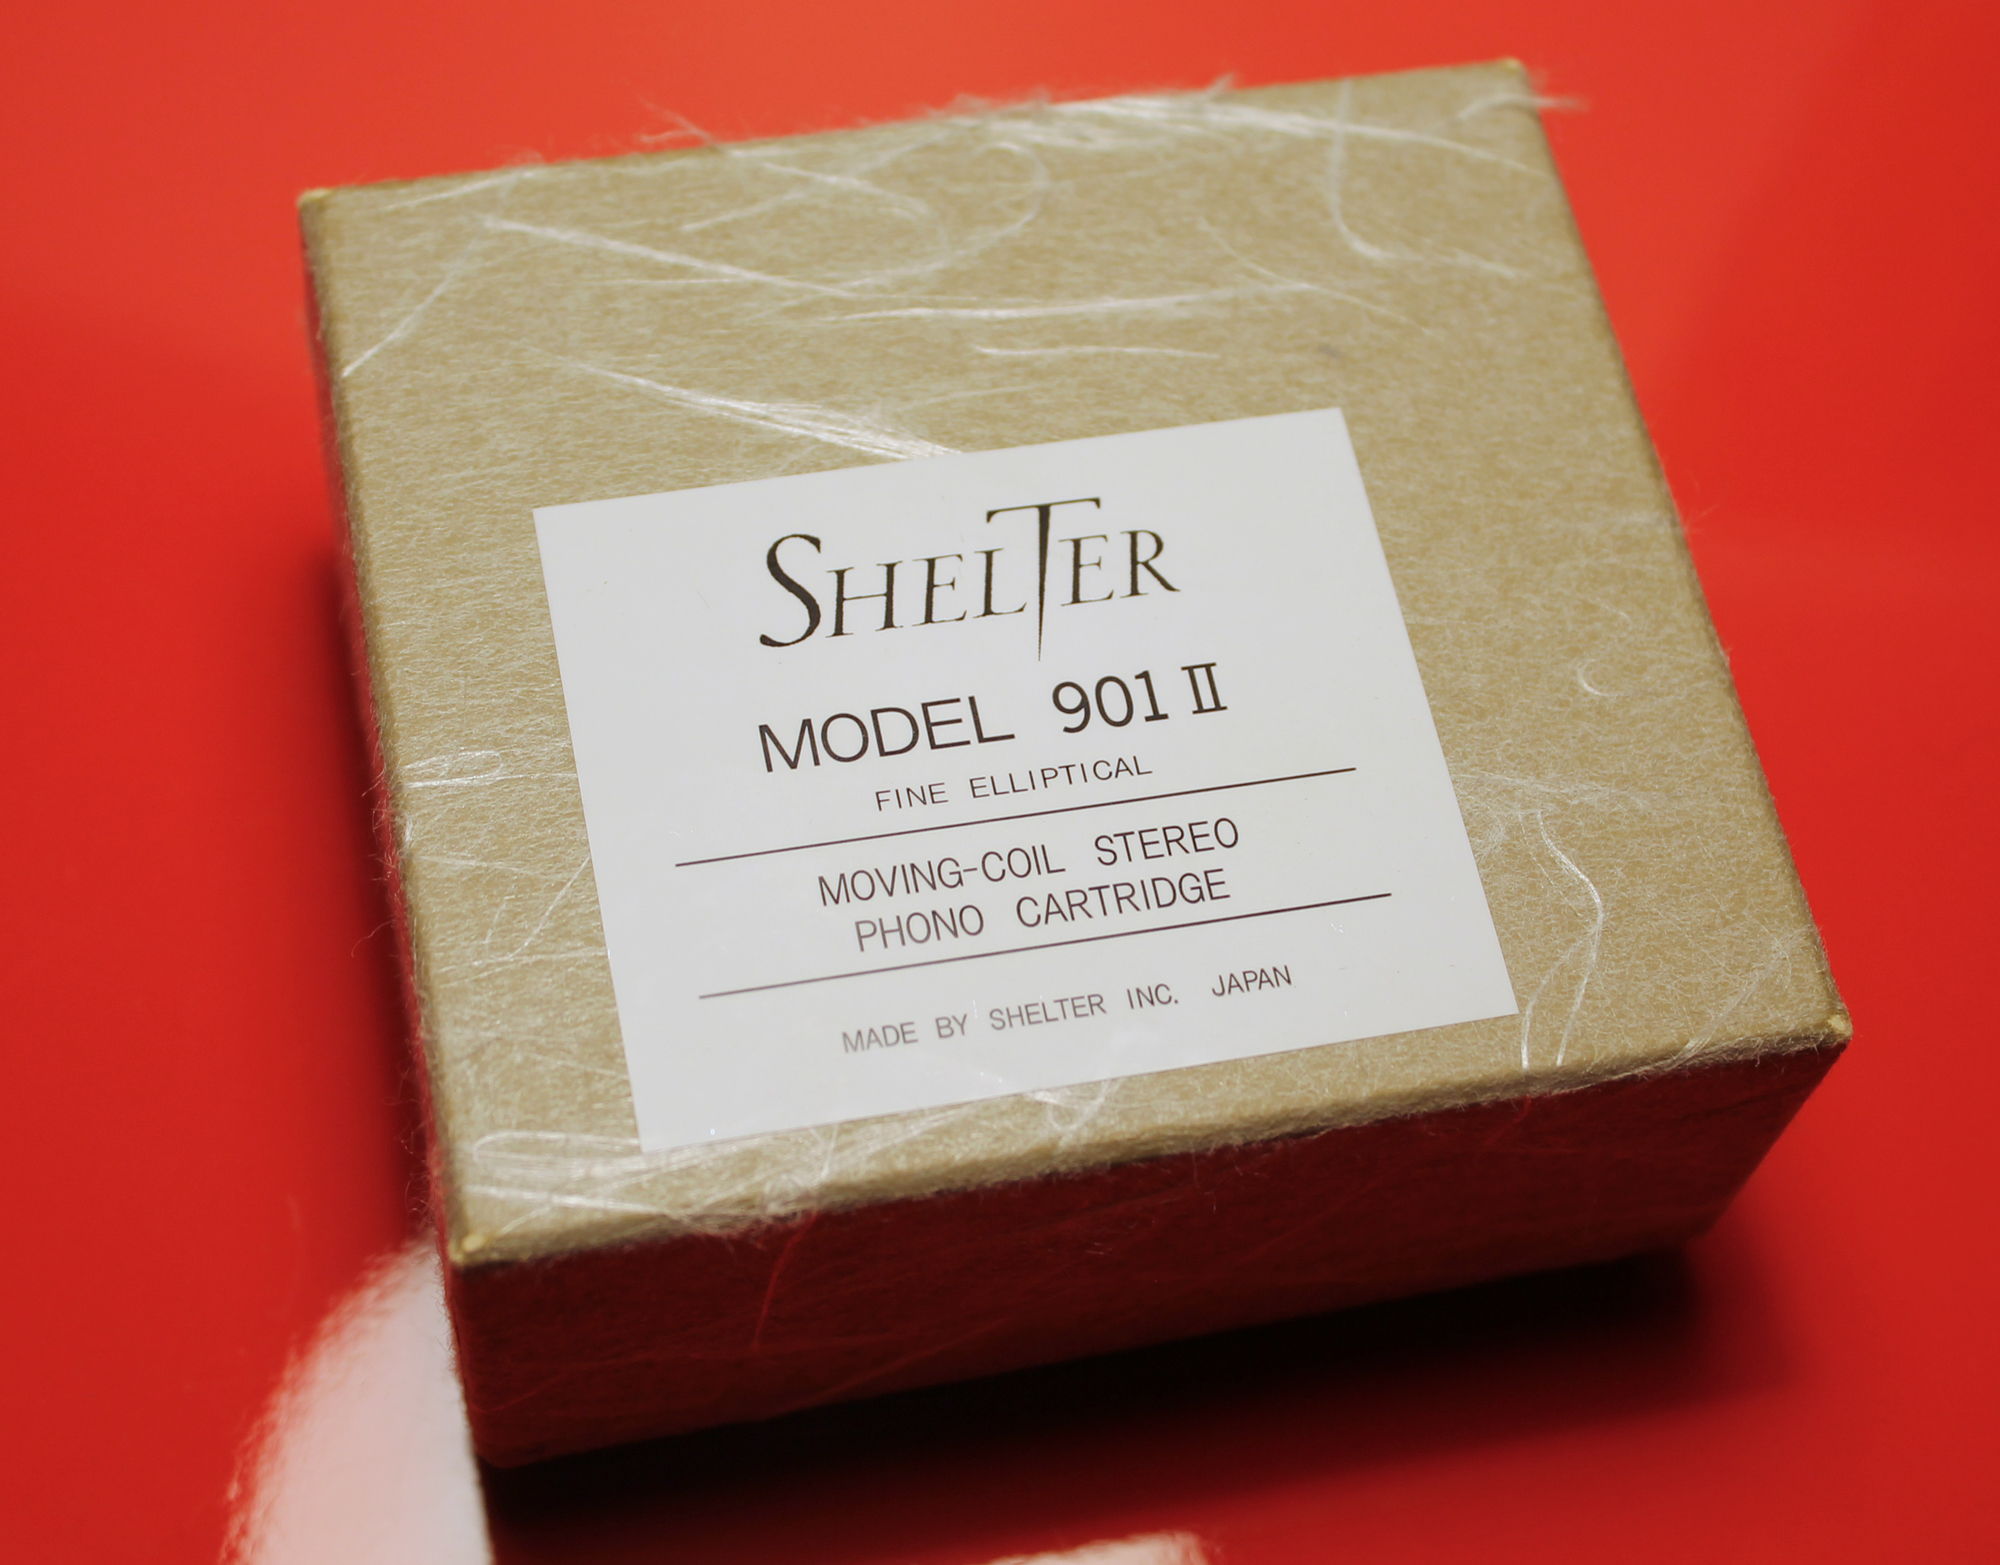 SHELTER
MODEL 901 II
FINE ELLIPTICAL
MOVING-COIL STEREO
PHONO CARTRIDGE
MADE BY SHELTER INC. JAPAN